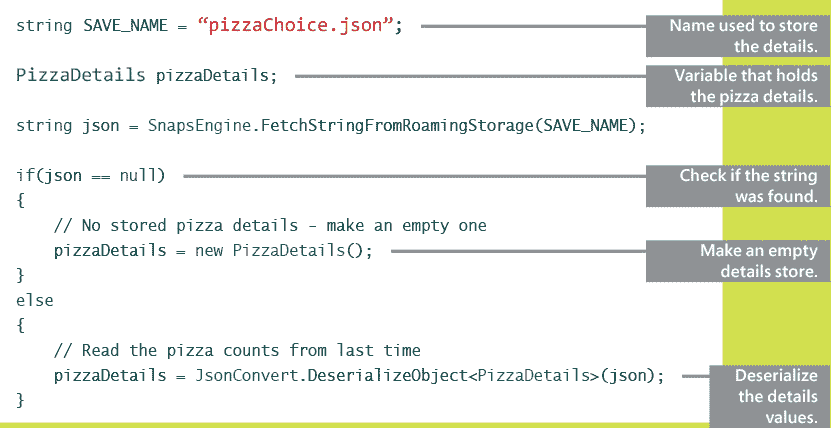 string SAVE_NAME = “pizzaChoice.json”;
Name used to store
the details.
PizzaDetails pizzaDetails;
Variable that holds
the pizza details.
string json = SnapsEngine.FetchStringFromRoamingStorage(SAVE_NAME);
if(json == null)
Check if the string
was found.
{
// No stored pizza details – make an empty one
pizzaDetails = new PizzaDetails();
Make an empty
details store.
}
else
{
// Read the pizza counts from last time
pizzaDetails = JsonConvert.DeserializeObject<PizzaDetails>(json);
Deserialize
the details
values.
}